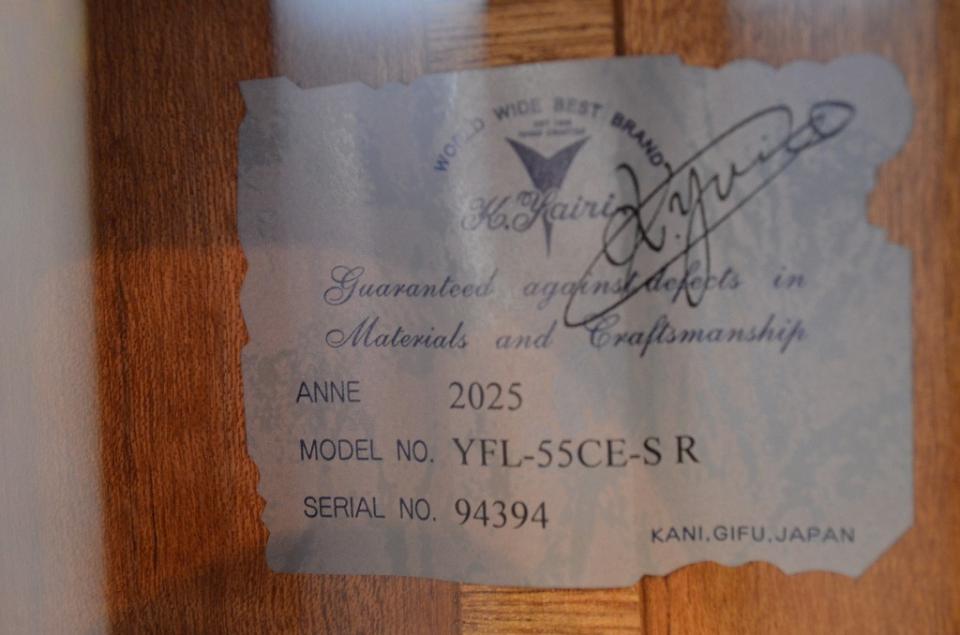 WORLD WIDE BEST BRAND
K.Yairi
K.Yairi
Guaranteed against defects in
Materials and Craftsmanship
ANNE 2025
MODEL NO. YFL-55CE-S R
SERIAL NO. 94394
KANI.GIFU.JAPAN